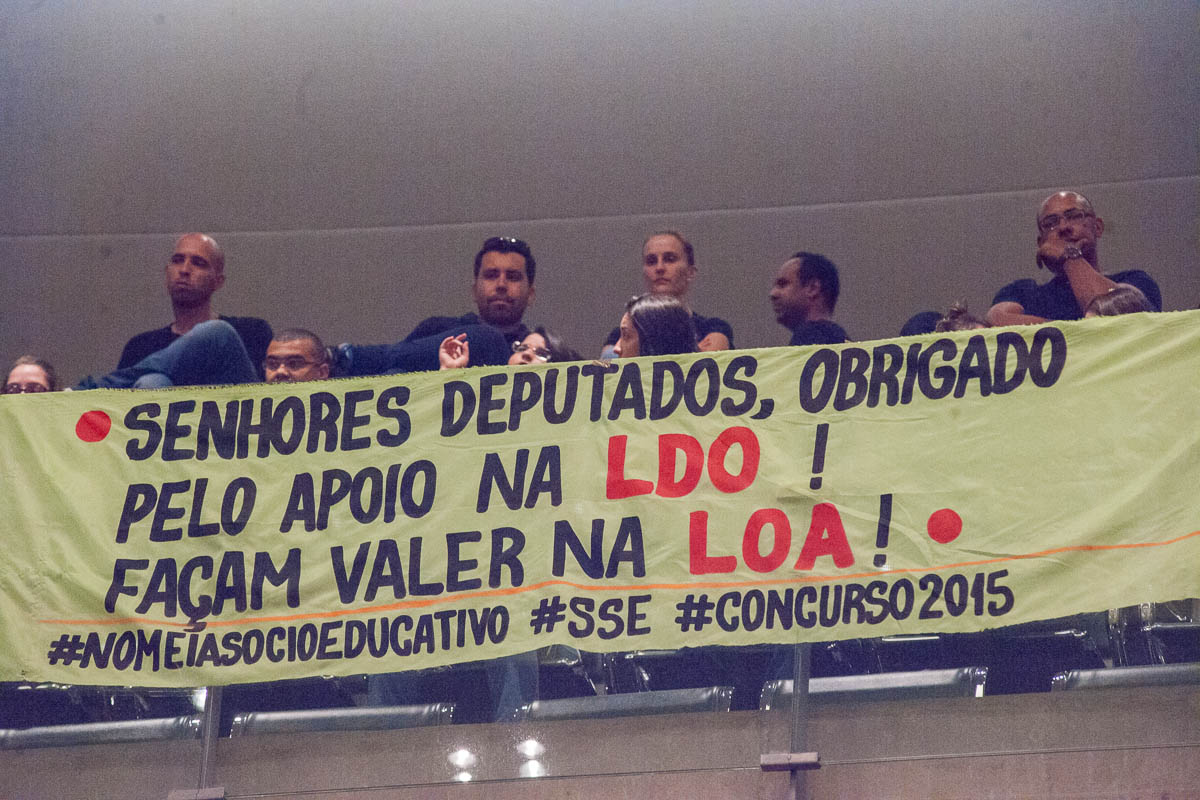 SENHORES DEPUTADOS, OBRIGADO
PELO APOIO NA LDO !
FAÇAM VALER NA LOA !
#NOMEIASOCIOEDUCATIVO #SSE #CONCURSO2015